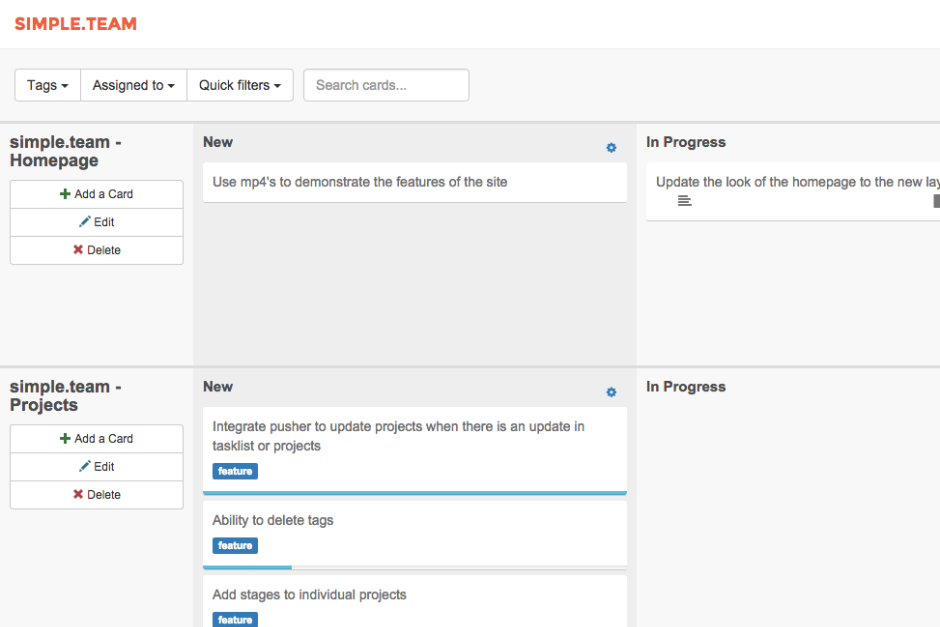 SIMPLE.TEAM
Tags
Assigned to
Quick filters
Search cards...
simple.team -
Homepage
Add a Card
Edit
Delete
New
Use mp4's to demonstrate the features of the site
In Progress
Update the look of the homepage to the new lay
simple.team -
Projects
Add a Card
Edit
Delete
New
Integrate pusher to update projects when there is an update in
tasklist or projects
feature
Ability to delete tags
feature
Add stages to individual projects
feature
In Progress